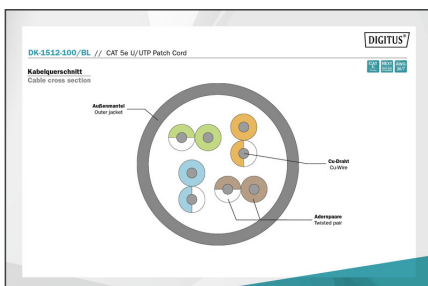 DIGITUS®
DK-1512-100/BL // CAT 5e U/UTP Patch Cord
Kabelquerschnitt
Cable cross section
Außenmantel
Outer jacket
Cu-Draht
Cu-Wire
Adernpaare
Twisted pair